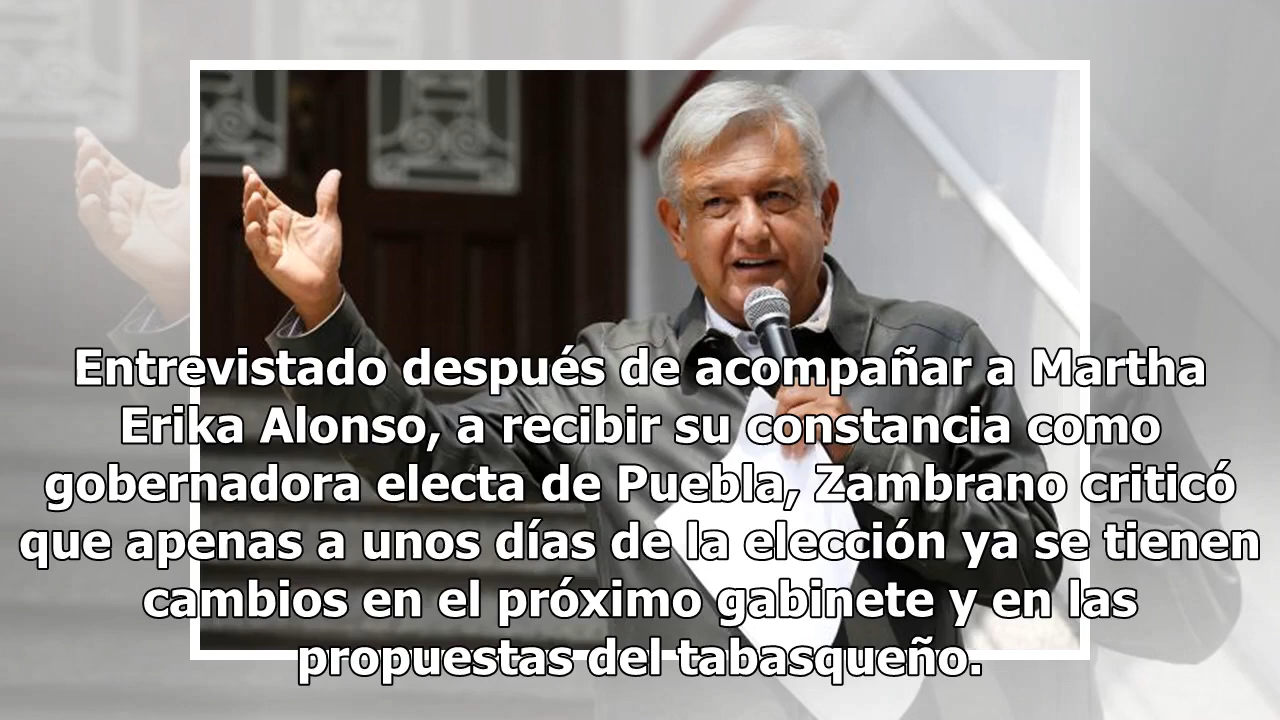 Entrevistado después de acompañar a Martha
Erika Alonso, a recibir su constancia como
gobernadora electa de Puebla, Zambrano criticó
que apenas a unos días de la elección ya se tienen
cambios en el próximo gabinete y en las
propuestas del tabasqueño.